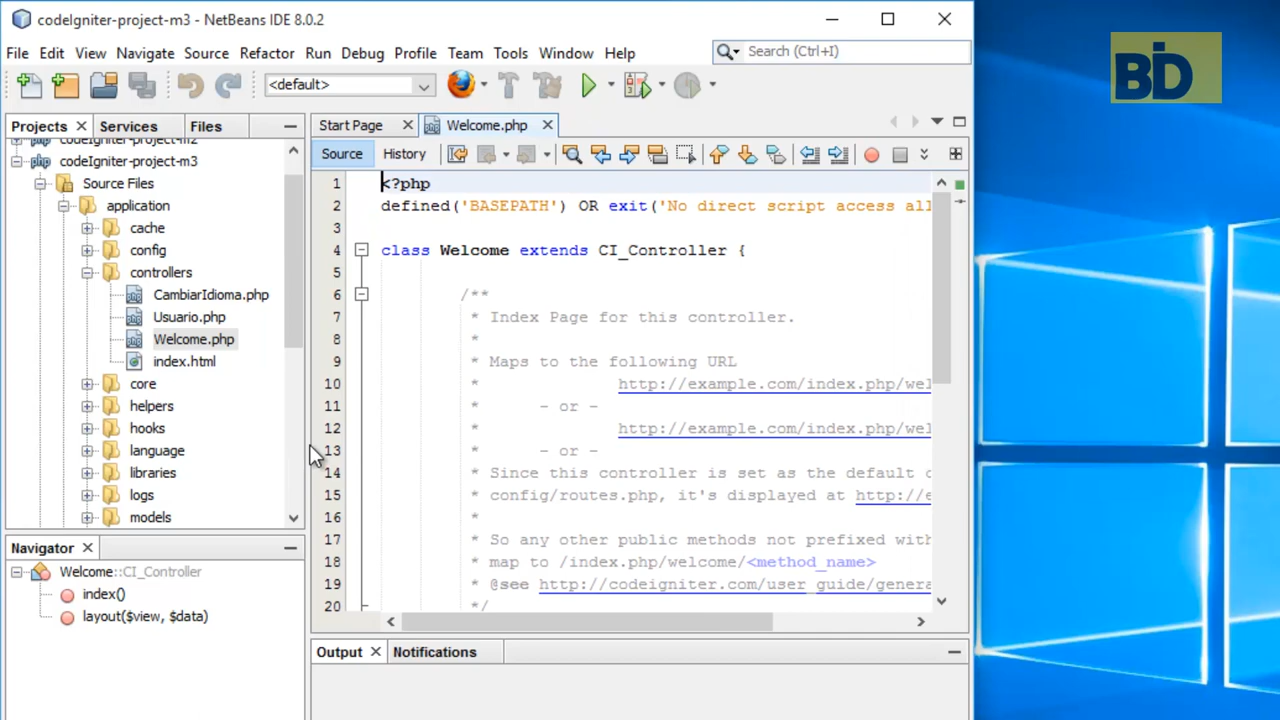 codeIgniter-project-m3 - NetBeans IDE 8.0.2
BID
File Edit View Navigate Source Refactor Run Debug Profile Team Tools Window Help
Search (Ctrl+I)
<default>
Projects Services Files
Start Page Welcome.php
codeIgniter-project-m2
codeIgniter-project-m3
Source Files
application
cache
config
controllers
CambiarIdioma.php
Usuario.php
Welcome.php
index.html
core
helpers
hooks
language
libraries
logs
models
Source History
1 <?php
2 defined('BASEPATH') OR exit('No direct script access all
3
4 class Welcome extends CI_Controller {
5
6 /**
7 * Index Page for this controller.
8 *
9 * Maps to the following URL
10 * http://example.com/index.php/wel
11 * - or -
12 * http://example.com/index.php/wel
13 * - or -
14 * Since this controller is set as the default c
15 * config/routes.php, it's displayed at http://e
16 *
17 * So any other public methods not prefixed with
18 * map to /index.php/welcome/<method_name>
19 * @see http://codeigniter.com/user_guide/genera
20 */
Navigator
Welcome::CI_Controller
index()
layout($view, $data)
Output Notifications